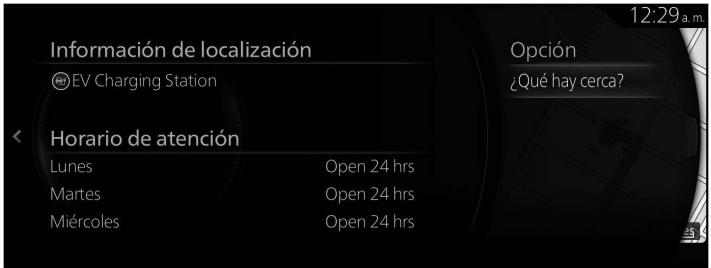 12:29 a. m.
Información de localización
EV Charging Station
Horario de atención
Lunes Open 24 hrs
Martes Open 24 hrs
Miércoles Open 24 hrs
Opción
¿Qué hay cerca?